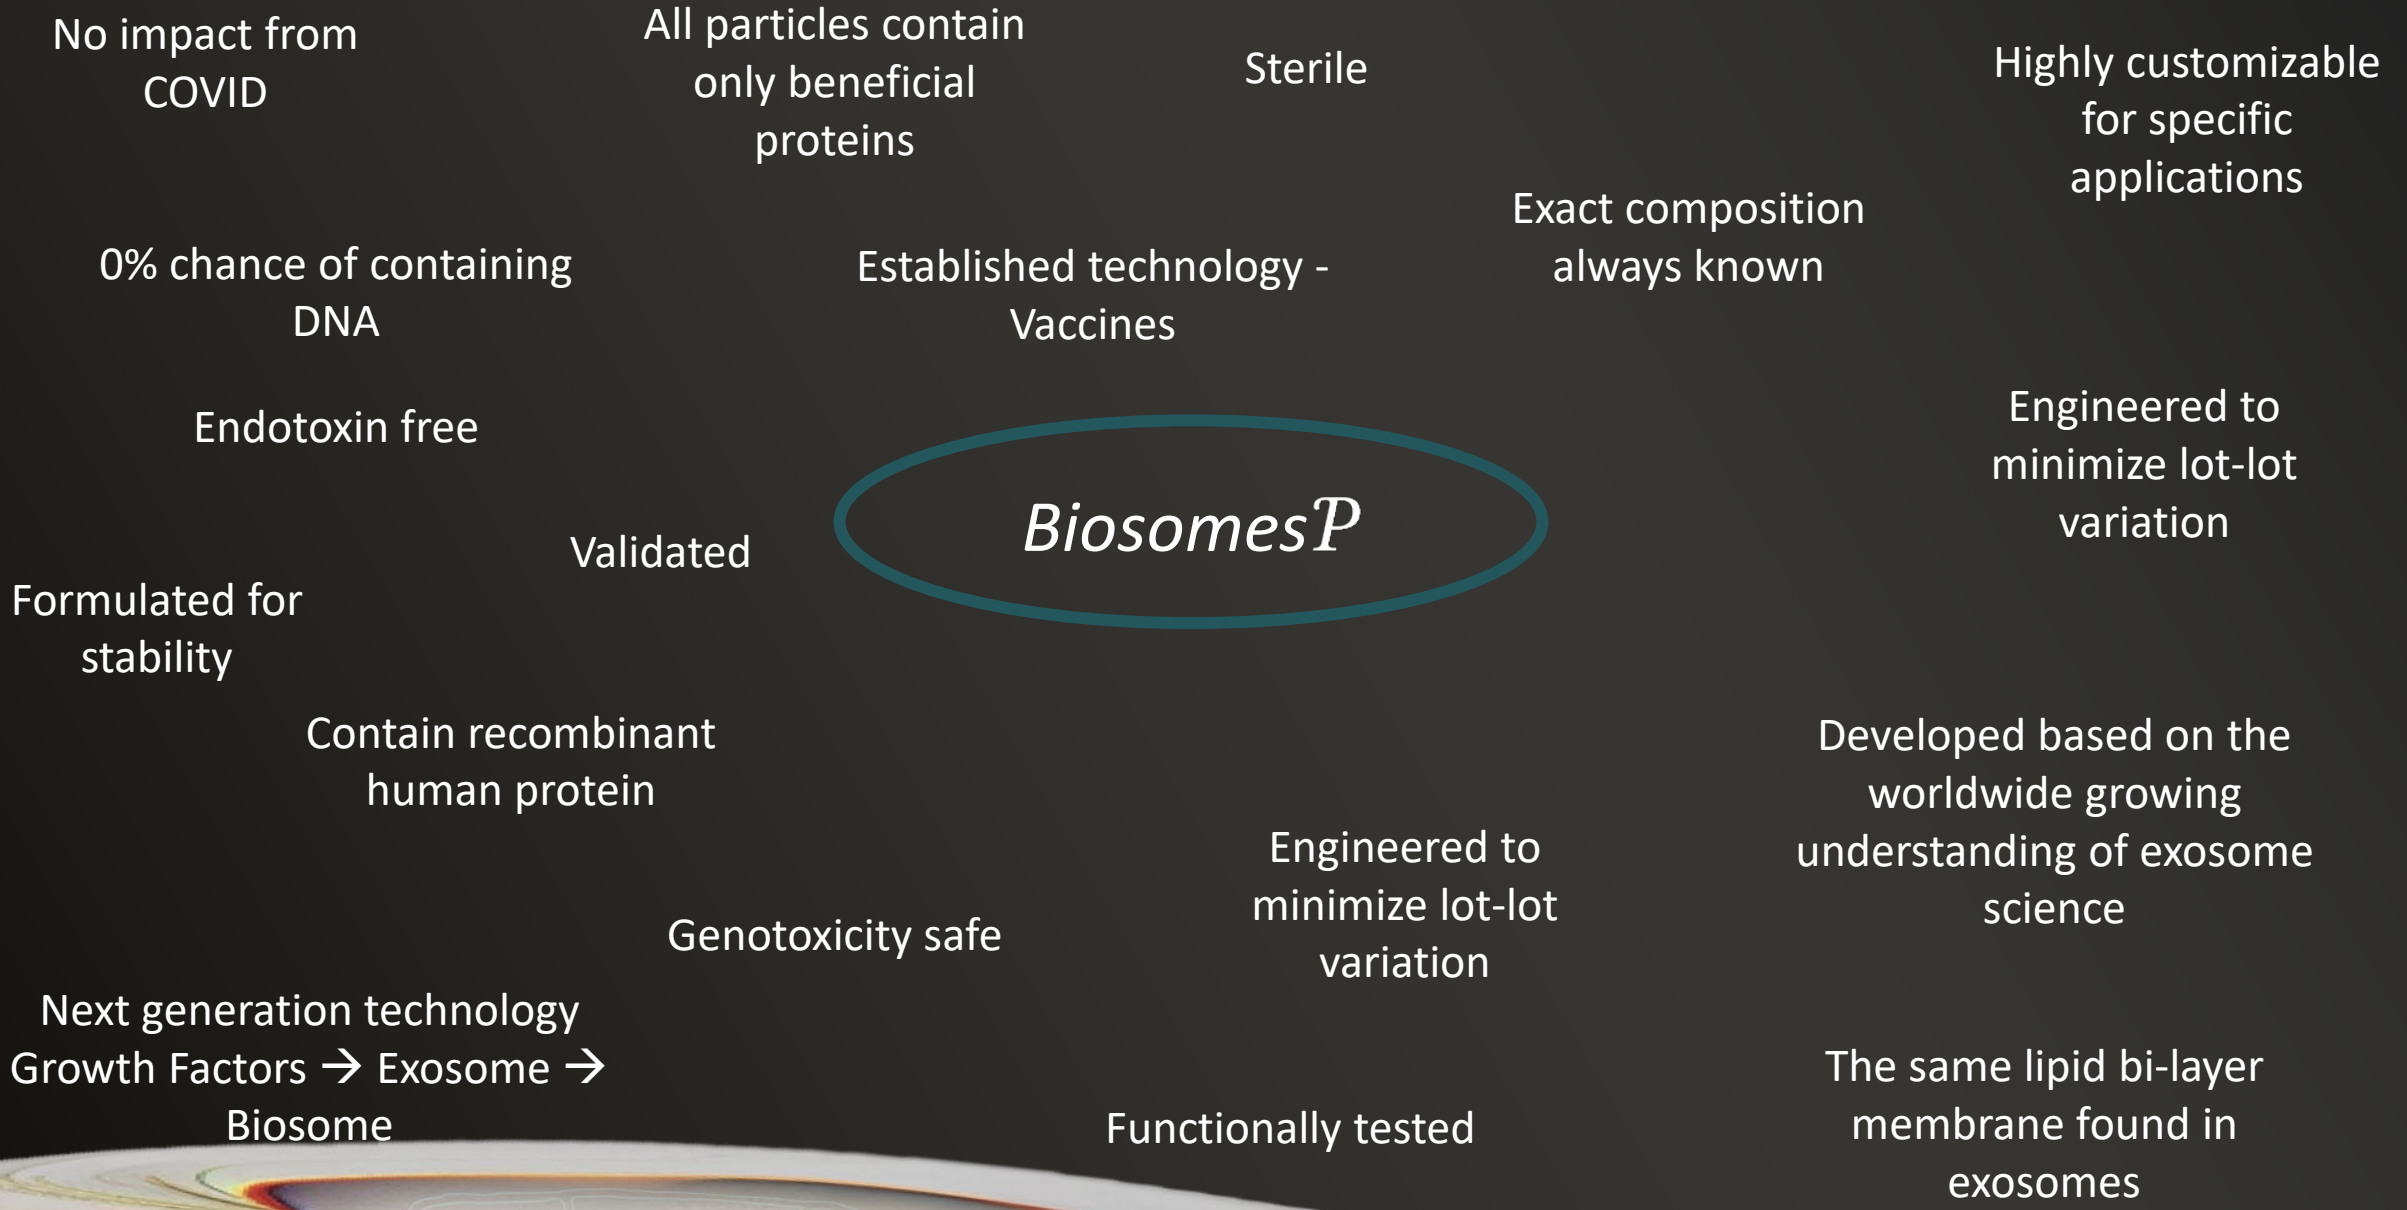 No impact from
COVID
All particles contain
only beneficial
proteins
Sterile
Highly customizable
for specific
applications
Exact composition
always known
0% chance of containing
DNA
Established technology -
Vaccines
Endotoxin free
Engineered to
minimize lot-lot
variation
Biosomes𝒫
Validated
Formulated for
stability
Contain recombinant
human protein
Developed based on the
worldwide growing
understanding of exosome
science
Engineered to
minimize lot-lot
variation
Genotoxicity safe
Next generation technology
Growth Factors → Exosome →
Biosome
Functionally tested
The same lipid bi-layer
membrane found in
exosomes